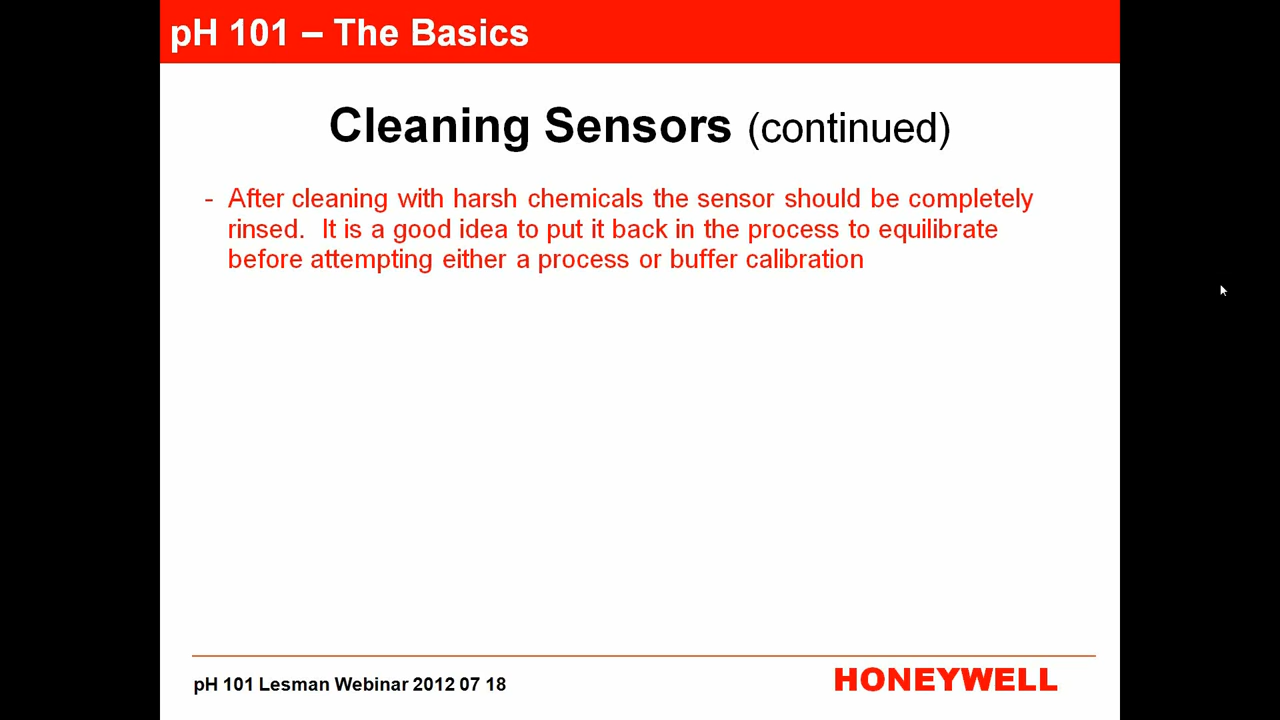 pH 101 – The Basics
Cleaning Sensors (continued)
- After cleaning with harsh chemicals the sensor should be completely
rinsed.  It is a good idea to put it back in the process to equilibrate
before attempting either a process or buffer calibration
pH 101 Lesman Webinar 2012 07 18
HONEYWELL